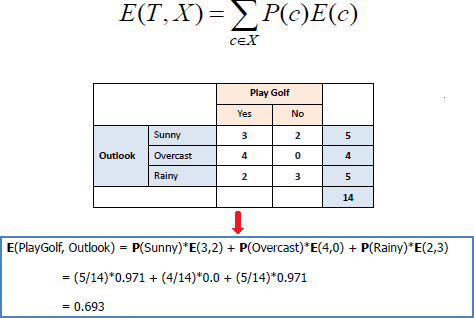 E(T, X) = ∑ P(c)E(c)
c∈X
Play Golf
Yes No
Sunny 3 2 5
Outlook Overcast 4 0 4
Rainy 2 3 5
14
E(PlayGolf, Outlook) = P(Sunny)*E(3,2) + P(Overcast)*E(4,0) + P(Rainy)*E(2,3)
= (5/14)*0.971 + (4/14)*0.0 + (5/14)*0.971
= 0.693